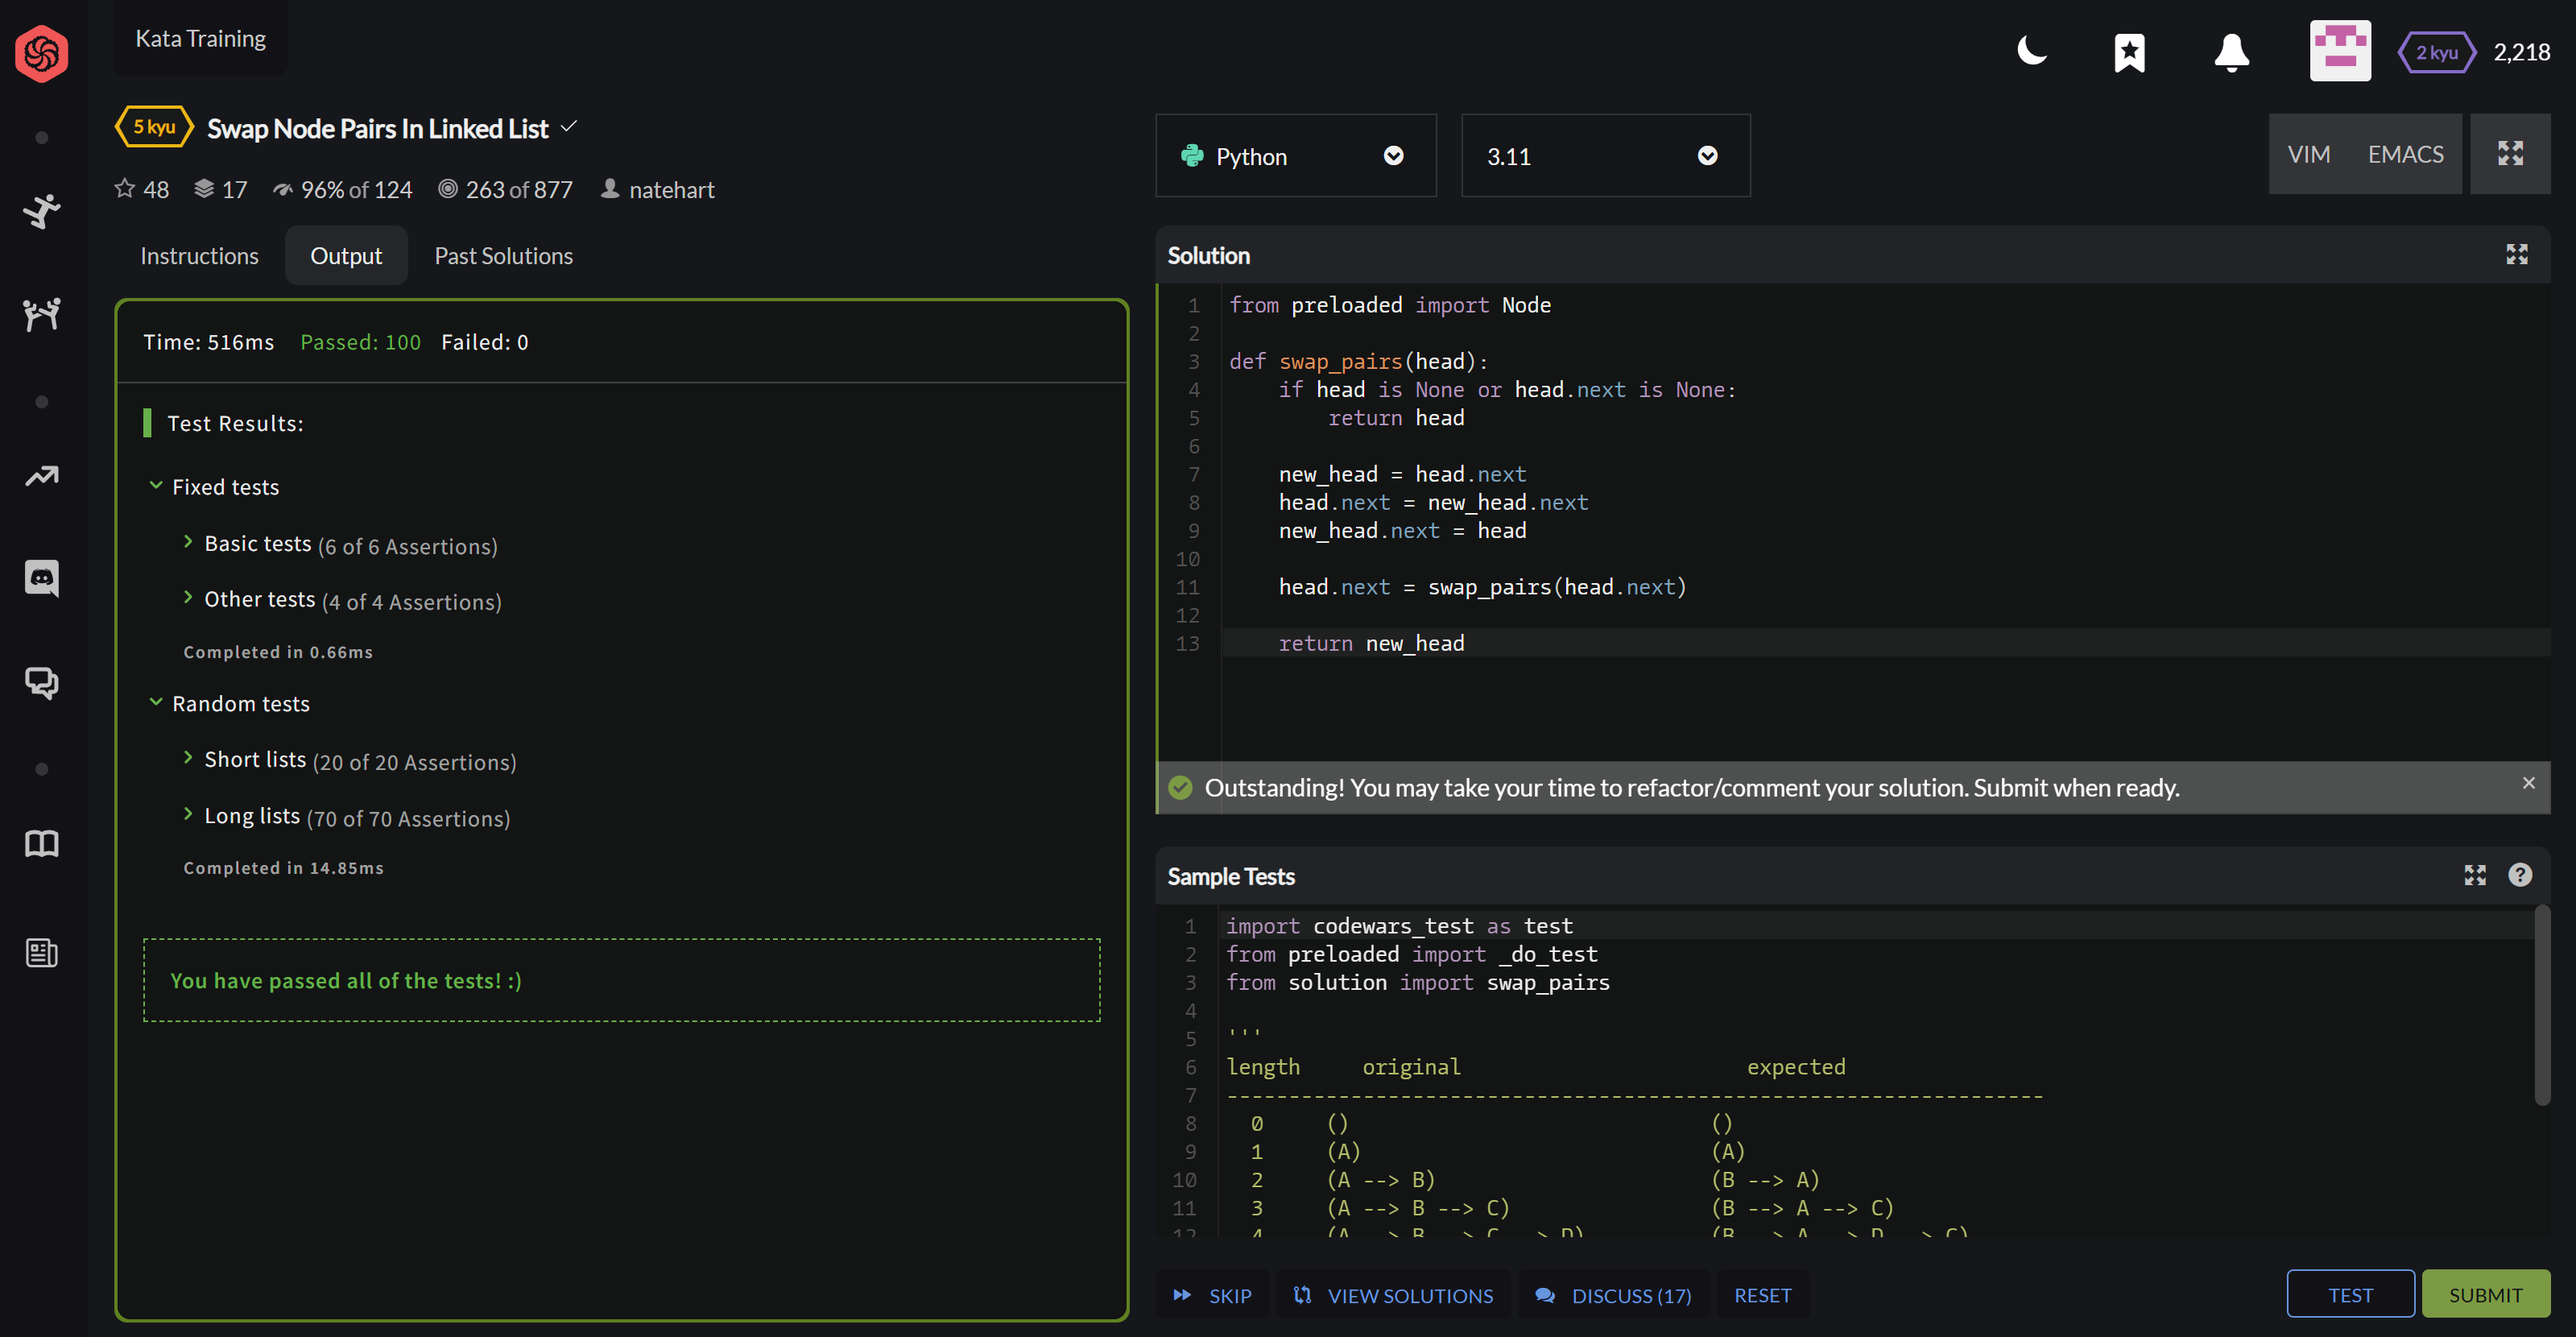 Kata Training
2 kyu 2,218
5 kyu Swap Node Pairs In Linked List
48 17 96% of 124 263 of 877 natehart
Python 3.11 VIM EMACS
Instructions Output Past Solutions
Time: 516ms Passed: 100 Failed: 0
Test Results:
Fixed tests
Basic tests (6 of 6 Assertions)
Other tests (4 of 4 Assertions)
Completed in 0.66ms
Random tests
Short lists (20 of 20 Assertions)
Long lists (70 of 70 Assertions)
Completed in 14.85ms
You have passed all of the tests! :)
Solution
1 from preloaded import Node
2
3 def swap_pairs(head):
4     if head is None or head.next is None:
5         return head
6
7     new_head = head.next
8     head.next = new_head.next
9     new_head.next = head
10
11     head.next = swap_pairs(head.next)
12
13     return new_head
Outstanding! You may take your time to refactor/comment your solution. Submit when ready. ×
Sample Tests
1 import codewars_test as test
2 from preloaded import _do_test
3 from solution import swap_pairs
4
5 '''
6 length     original                       expected
7 ------------------------------------------------------------------
8   0     ()                             ()
9   1     (A)                            (A)
10   2     (A --> B)                      (B --> A)
11   3     (A --> B --> C)                (B --> A --> C)
12   4     (A --> B --> C --> D)          (B --> A --> D --> C)
SKIP VIEW SOLUTIONS DISCUSS (17) RESET TEST SUBMIT